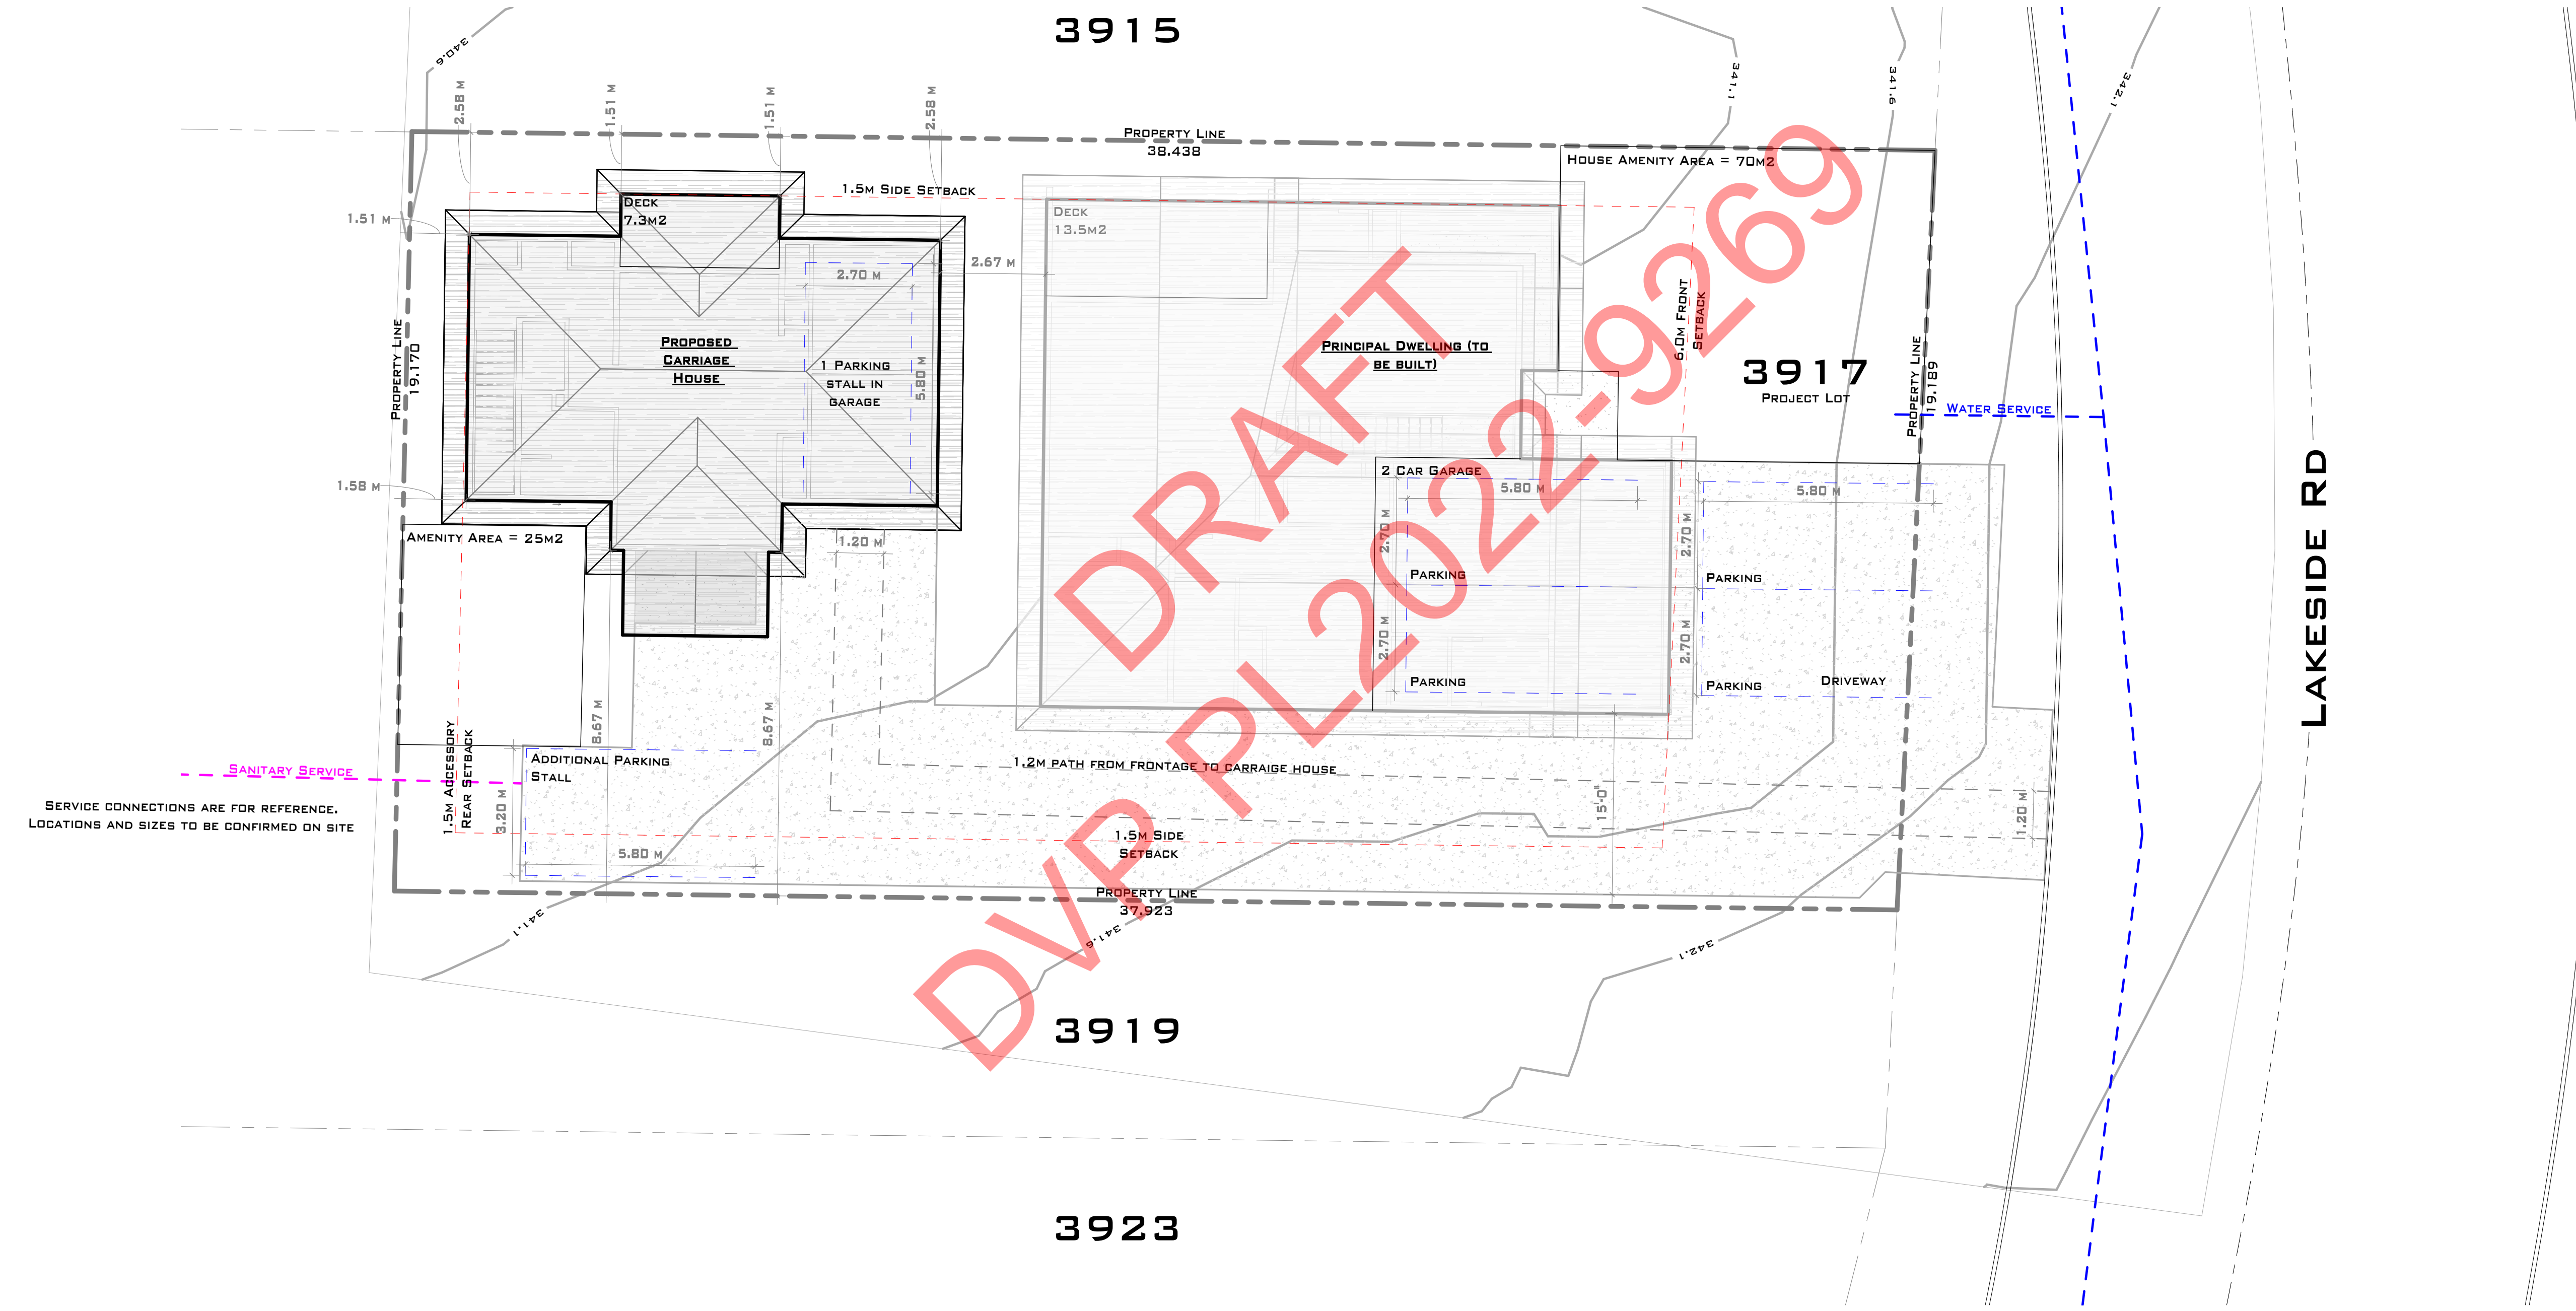 3915
340.6
2.58 M
1.51 M
1.51 M
2.58 M
341.1
341.6
342.1
Property Line
38.438
House Amenity Area = 70m2
1.5m Side Setback
1.51 M
Deck
7.3m2
Deck
13.5m2
2.67 M
2.70 M
5.80 M
Proposed
Carriage
House
1 Parking
stall in
garage
Principal Dwelling (to
be built)
6.0m Front
Setback
3917
Project Lot
Property Line
19.170
Property Line
19.189
Water Service
Lakeside Rd
1.58 M
Amenity Area = 25m2
1.20 M
2 Car Garage
5.80 M
5.80 M
2.70 M
2.70 M
Parking
Parking
2.70 M
2.70 M
Parking
Parking
Driveway
8.67 M
8.67 M
1.5m Accessory
Rear Setback
Sanitary Service
Additional Parking
Stall
1.2m path from frontage to carraige house
Service connections are for reference.
Locations and sizes to be confirmed on site
3.20 M
15'-0"
1.20 M
1.5m Side
Setback
5.80 M
Property Line
37.923
341.1
341.6
342.1
3919
3923
DRAFT
DVP PL2022-9269